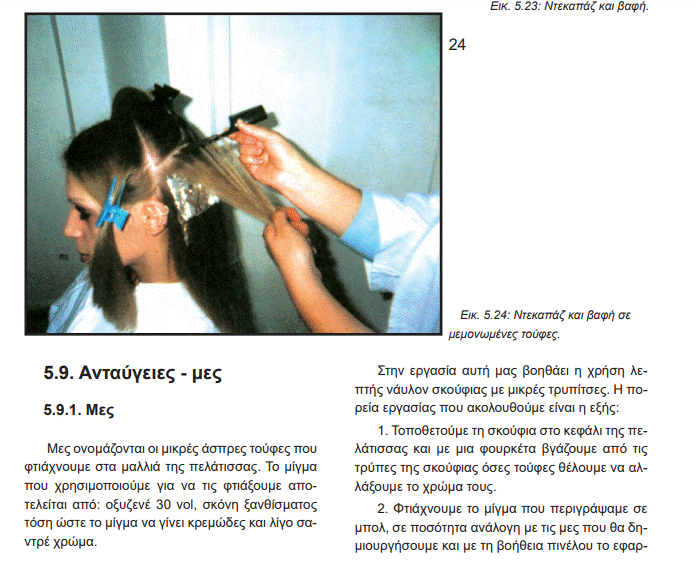 Εικ. 5.23: Ντεκαπάζ και βαφή.
24
Εικ. 5.24: Ντεκαπάζ και βαφή σε
μεμονωμένες τούφες.
5.9. Ανταύγειες - μες
5.9.1. Μες
Μες ονομάζονται οι μικρές άσπρες τούφες που
φτιάχνουμε στα μαλλιά της πελάτισσας. Το μίγμα
που χρησιμοποιούμε για να τις φτιάξουμε απο-
τελείται από: οξυζενέ 30 vol, σκόνη ξανθίσματος
τόση ώστε το μίγμα να γίνει κρεμώδες και λίγο σα-
ντρέ χρώμα.
Στην εργασία αυτή μας βοηθάει η χρήση λε-
πτής νάυλον σκούφιας με μικρές τρυπίτσες. Η πο-
ρεία εργασίας που ακολουθούμε είναι η εξής:
1. Τοποθετούμε τη σκούφια στο κεφάλι της πε-
λάτισσας και με μια φουρκέτα βγάζουμε από τις
τρύπες της σκούφιας όσες τούφες θέλουμε να αλ-
λάξουμε το χρώμα τους.
2. Φτιάχνουμε το μίγμα που περιγράψαμε σε
μπολ, σε ποσότητα ανάλογη με τις μες που θα δη-
μιουργήσουμε και με τη βοήθεια πινέλου το εφαρ-